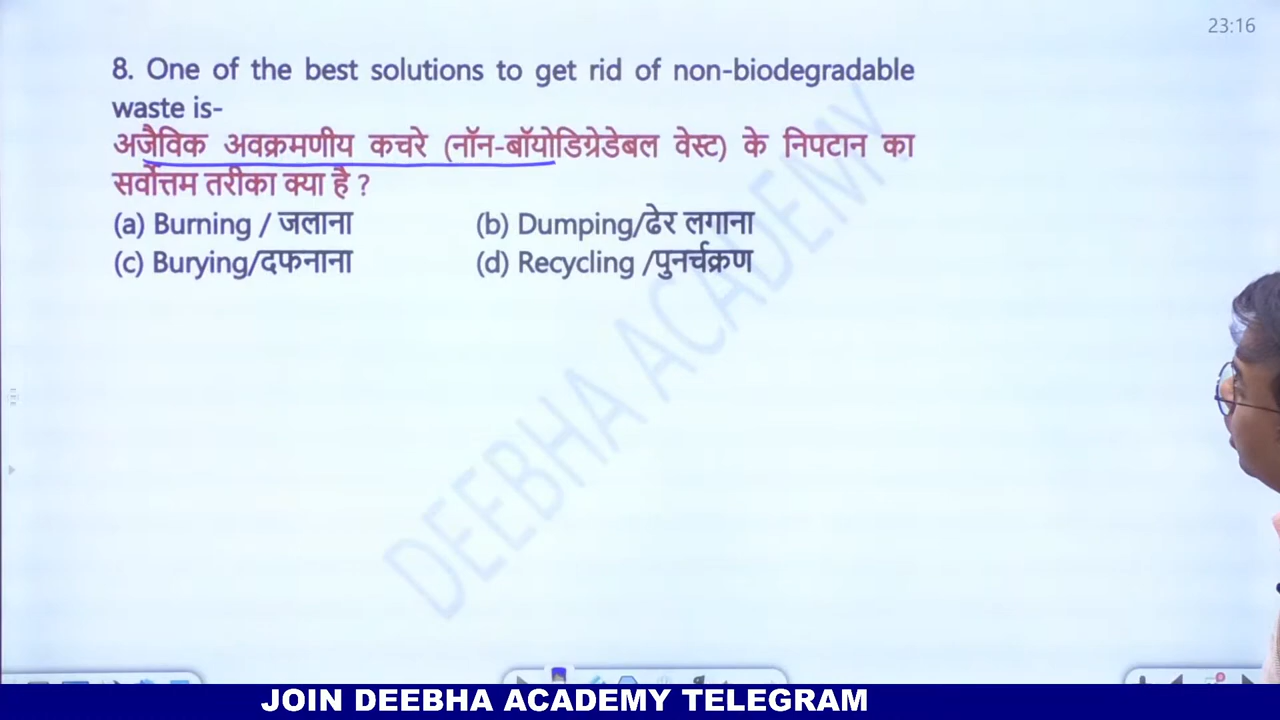 23:16
8. One of the best solutions to get rid of non-biodegradable
waste is-
अजैविक अवक्रमणीय कचरे (नॉन-बॉयोडिग्रेडेबल वेस्ट) के निपटान का
सर्वोत्तम तरीका क्या है ?
(a) Burning / जलाना (b) Dumping/ढेर लगाना
(c) Burying/दफनाना (d) Recycling /पुनर्चक्रण
DEEBHA ACADEMY
JOIN DEEBHA ACADEMY TELEGRAM